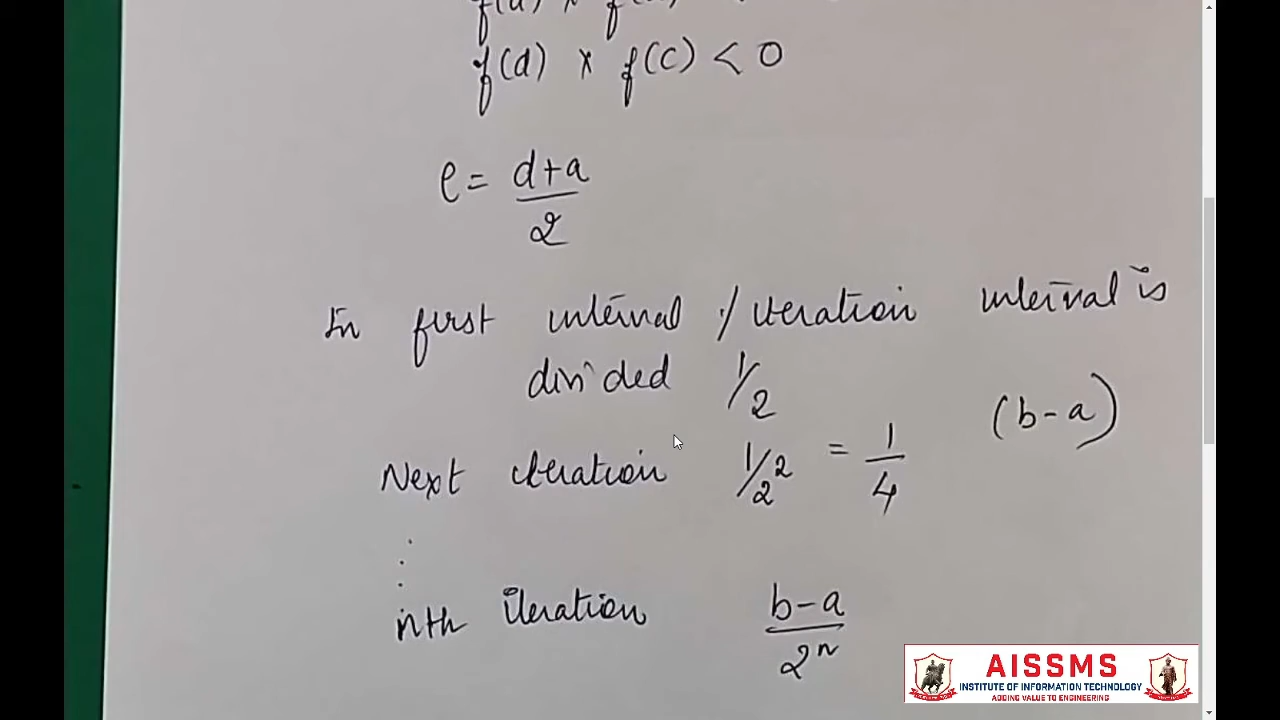 f(d) × f(c) < 0
e = d+a/2
In first interval / iteration interval is
divided 1/2
(b-a)
Next iteration 1/2² = 1/4
nth iteration b-a/2ⁿ
AISSMS
INSTITUTE OF INFORMATION TECHNOLOGY
ADDING VALUE TO ENGINEERING